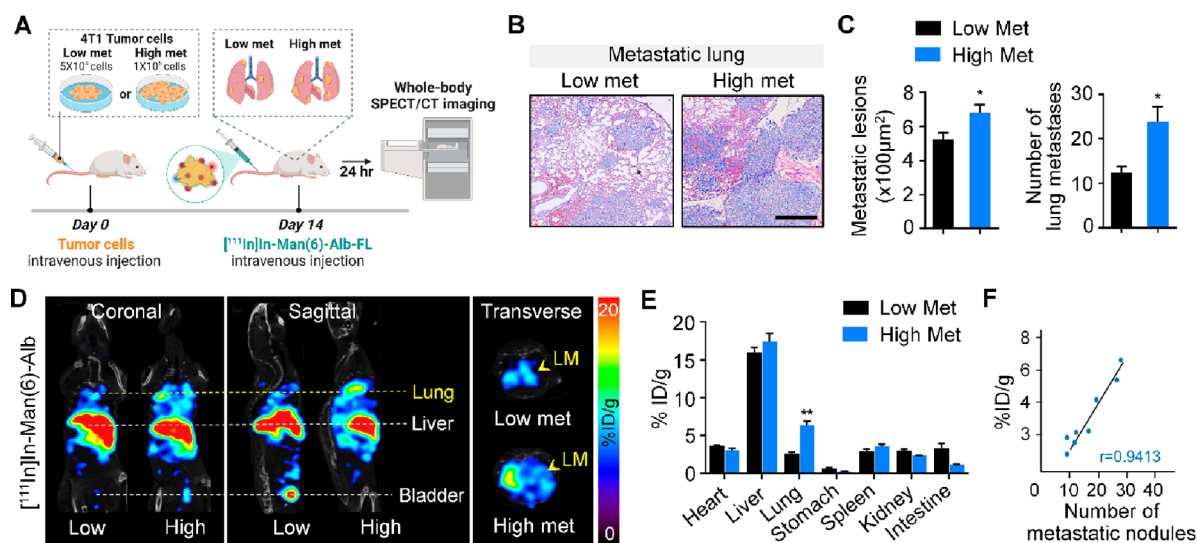 A
4T1 Tumor cells
Low met
High met
5X10⁴ cells
or
1X10⁵ cells
Low met
High met
Whole-body
SPECT/CT imaging
24 hr
Day 0
Day 14
Tumor cells
intravenous injection
[¹¹¹In]In-Man(6)-Alb-FL
intravenous injection
B
Metastatic lung
Low met
High met
C
Low Met
High Met
Metastatic lesions
(x100μm²)
8
6
4
2
0
*
Number of
lung metastases
30
20
10
0
*
D
[¹¹¹In]In-Man(6)-Alb
Coronal
Sagittal
Transverse
Lung
Liver
Bladder
Low
High
Low
High
LM
Low met
LM
High met
20
%ID/g
0
E
Low Met
High Met
% ID/g
20
15
10
5
0
**
Heart
Liver
Lung
Stomach
Spleen
Kidney
Intestine
F
%ID/g
8
6
4
2
0
10
20
30
40
r=0.9413
Number of
metastatic nodules